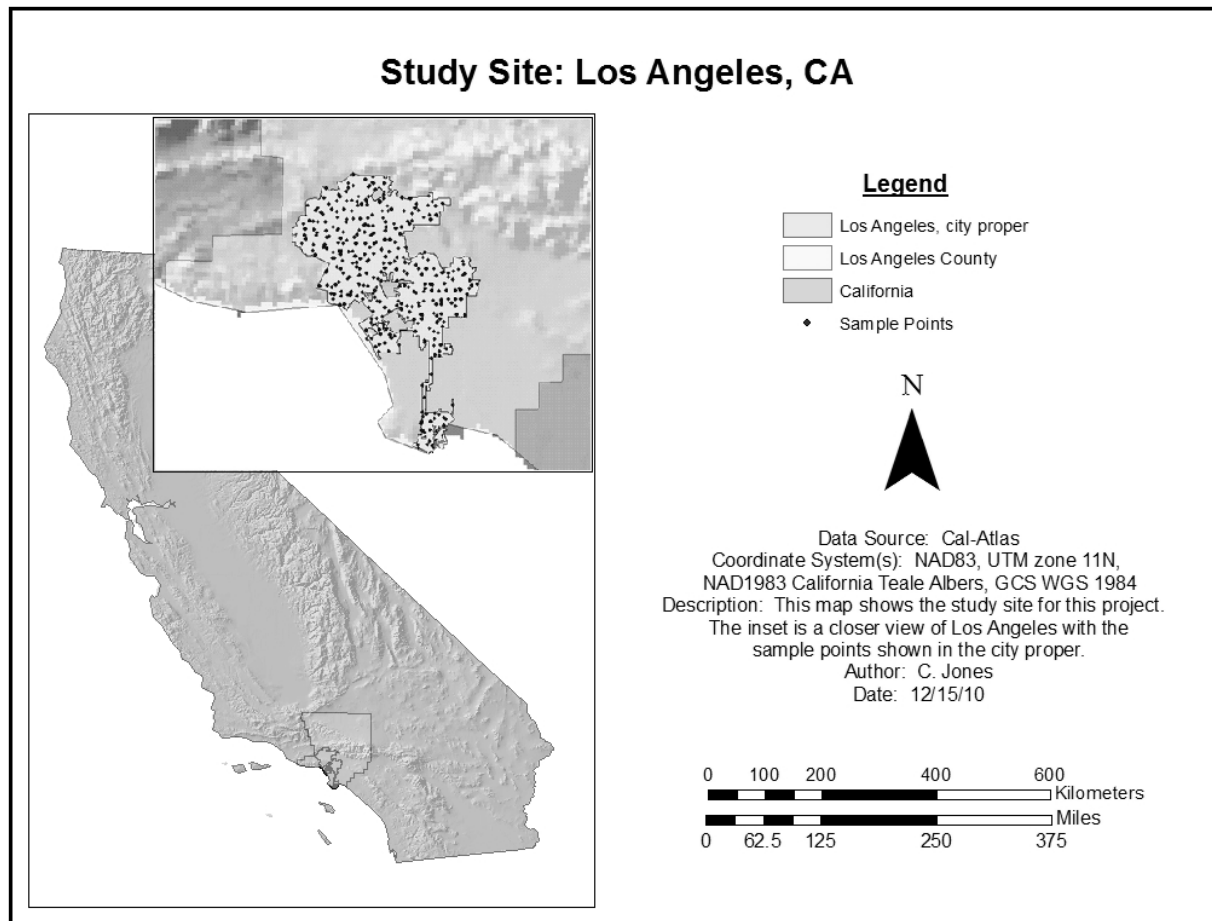 Study Site: Los Angeles, CA
Legend
Los Angeles, city proper
Los Angeles County
California
Sample Points
N
Data Source: Cal-Atlas
Coordinate System(s): NAD83, UTM zone 11N,
NAD1983 California Teale Albers, GCS WGS 1984
Description: This map shows the study site for this project.
The inset is a closer view of Los Angeles with the
sample points shown in the city proper.
Author: C. Jones
Date: 12/15/10
0 100 200 400 600
Kilometers
Miles
0 62.5 125 250 375